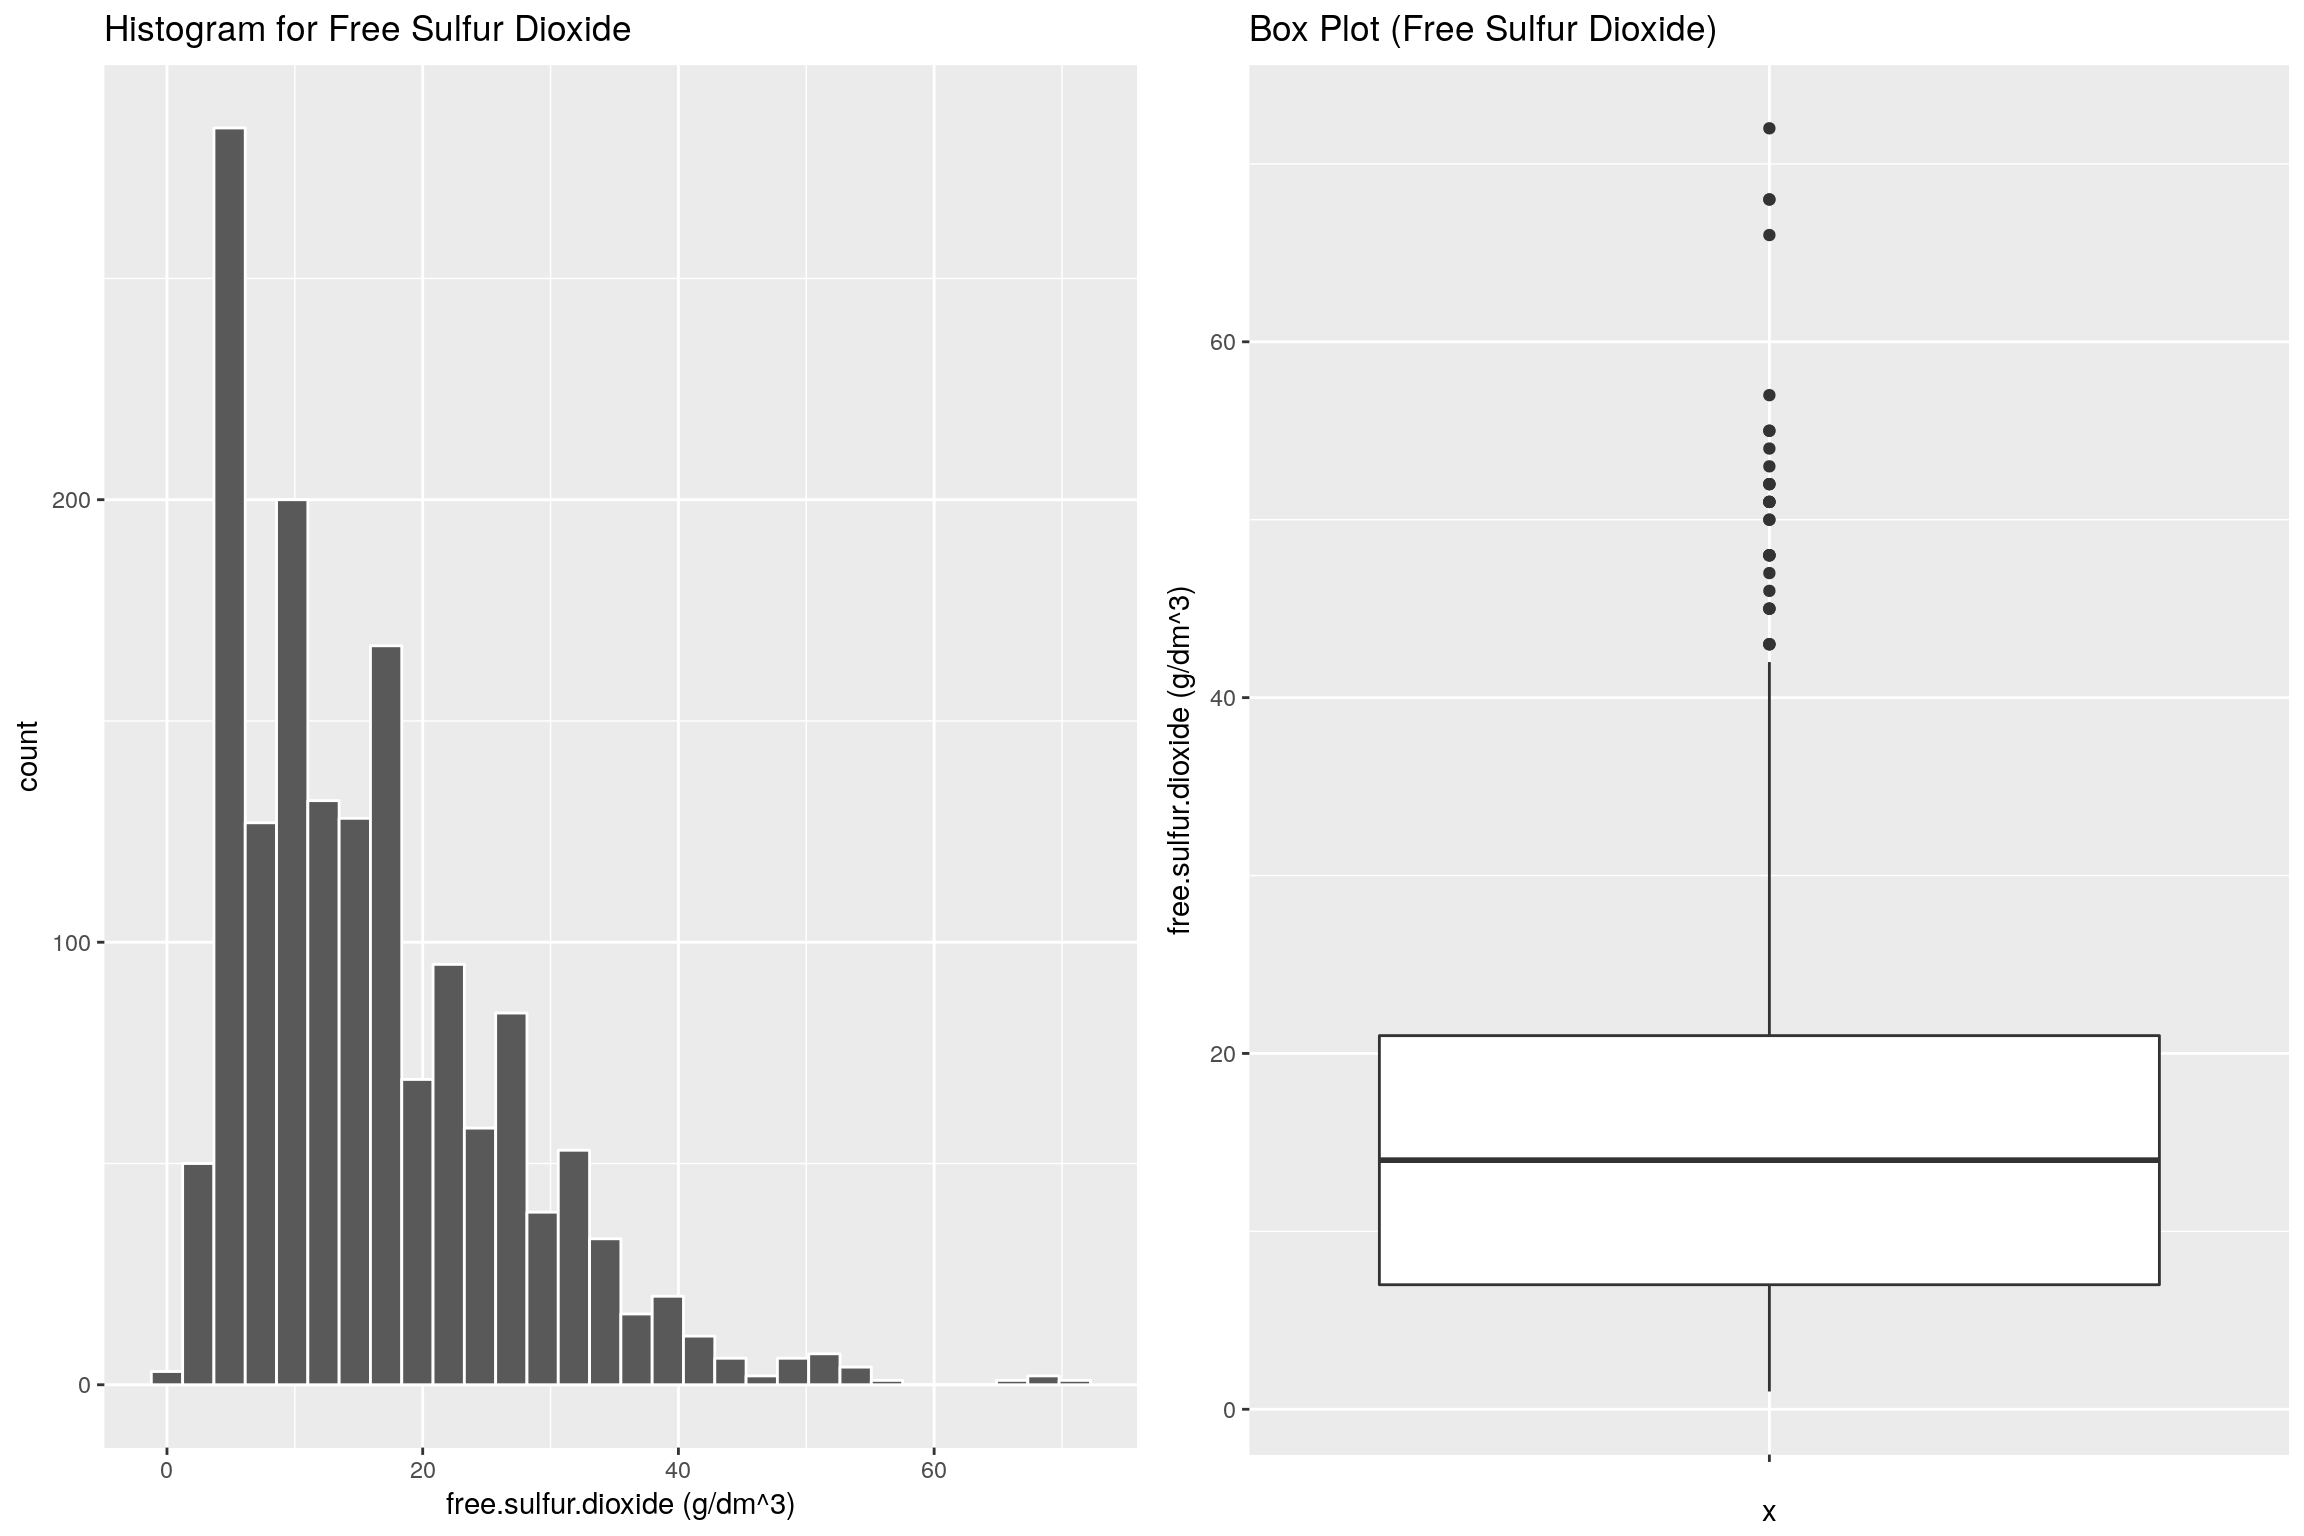 Histogram for Free Sulfur Dioxide
200
100
0
count
0 20 40 60
free.sulfur.dioxide (g/dm^3)
Box Plot (Free Sulfur Dioxide)
60
40
20
0
free.sulfur.dioxide (g/dm^3)
x